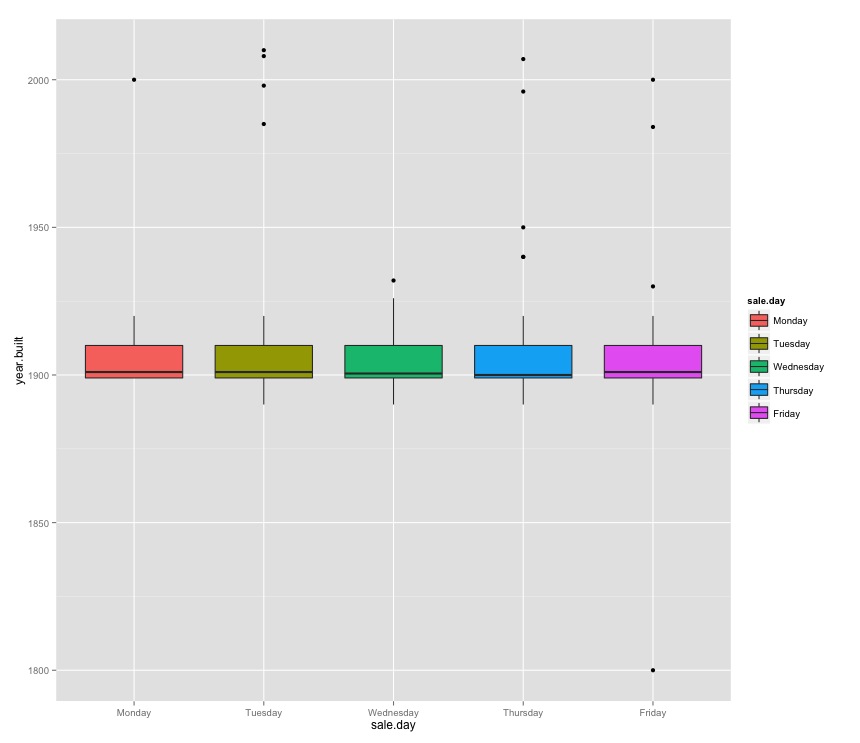 year.built
2000
1950
1900
1850
1800
Monday Tuesday Wednesday Thursday Friday
sale.day
sale.day
Monday
Tuesday
Wednesday
Thursday
Friday